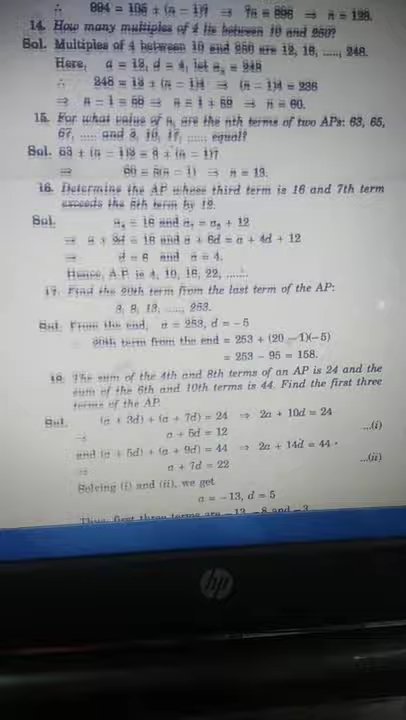 ∴ 994 = 105 + (n – 1)7 ⇒ 7n = 896 ⇒ n = 128.
14. How many multiples of 4 lie between 10 and 250?
Sol. Multiples of 4 between 10 and 250 are 12, 16, ....., 248.
Here, a = 12, d = 4, let aₙ = 248
∴ 248 = 12 + (n – 1)4 ⇒ (n – 1)4 = 236
⇒ n – 1 = 59 ⇒ n = 1 + 59 ⇒ n = 60.
15. For what value of n, are the nth terms of two APs: 63, 65,
67, ..... and 3, 10, 17, ...... equal?
Sol. 63 + (n – 1)2 = 3 + (n – 1)7
⇒ 60 = 5(n – 1) ⇒ n = 13.
16. Determine the AP whose third term is 16 and 7th term
exceeds the 5th term by 12.
Sol. a₃ = 16 and a₇ = a₅ + 12
⇒ a + 2d = 16 and a + 6d = a + 4d + 12
⇒ d = 6 and a = 4.
Hence, A.P. is 4, 10, 16, 22, .......
17. Find the 20th term from the last term of the AP:
3, 8, 13, ....., 253.
Sol. From the end, a = 253, d = –5
20th term from the end = 253 + (20 – 1)(–5)
= 253 – 95 = 158.
18. The sum of the 4th and 8th terms of an AP is 24 and the
sum of the 6th and 10th terms is 44. Find the first three
terms of the AP.
Sol. (a + 3d) + (a + 7d) = 24 ⇒ 2a + 10d = 24
⇒ a + 5d = 12 ...(i)
and (a + 5d) + (a + 9d) = 44 ⇒ 2a + 14d = 44
⇒ a + 7d = 22 ...(ii)
Solving (i) and (ii), we get
a = – 13, d = 5
Thus, first three terms are – 13, – 8 and – 3
hp